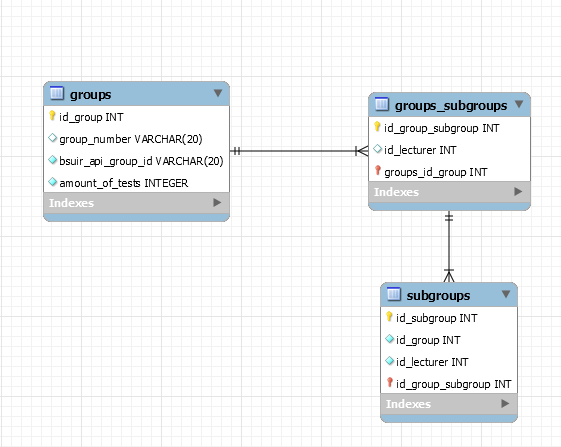 groups
id_group INT
group_number VARCHAR(20)
bsuir_api_group_id VARCHAR(20)
amount_of_tests INTEGER
Indexes
groups_subgroups
id_group_subgroup INT
id_lecturer INT
groups_id_group INT
Indexes
subgroups
id_subgroup INT
id_group INT
id_lecturer INT
id_group_subgroup INT
Indexes